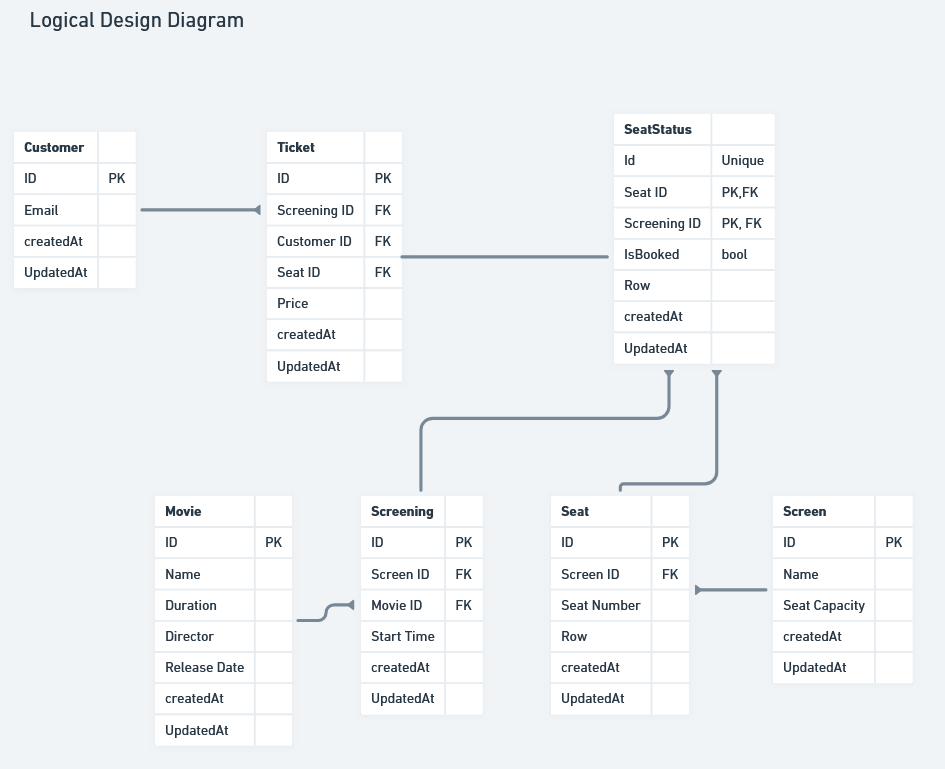 Logical Design Diagram
Customer
ID PK
Email
createdAt
UpdatedAt
Ticket
ID PK
Screening ID FK
Customer ID FK
Seat ID FK
Price
createdAt
UpdatedAt
SeatStatus
Id Unique
Seat ID PK,FK
Screening ID PK, FK
IsBooked bool
Row
createdAt
UpdatedAt
Movie
ID PK
Name
Duration
Director
Release Date
createdAt
UpdatedAt
Screening
ID PK
Screen ID FK
Movie ID FK
Start Time
createdAt
UpdatedAt
Seat
ID PK
Screen ID FK
Seat Number
Row
createdAt
UpdatedAt
Screen
ID PK
Name
Seat Capacity
createdAt
UpdatedAt